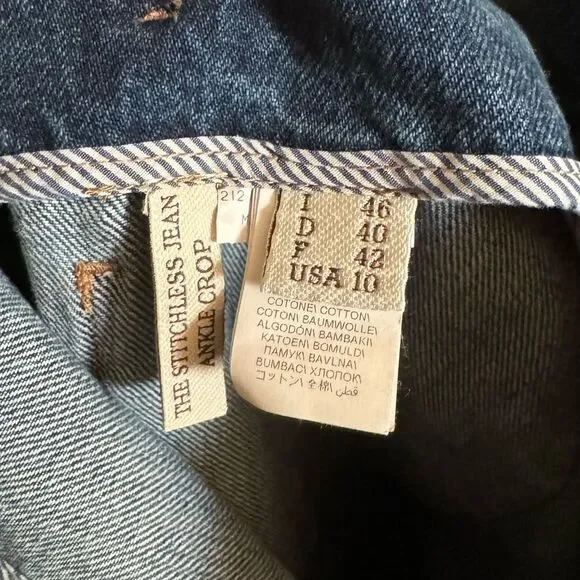 THE STITCHLESS JEAN
ANKLE CROP
212
M
I 46
D 40
F 42
USA 10
COTONE\ COTTON\
COTON\ BAUMWOLLE\
ALGODÓN\ BAMBAKI\
KATOEN\ BOMULD\
ПАМУК\ BAVLNA\
BUMBAC\ ХЛОПОК\
コットン\ 全棉\ قطن